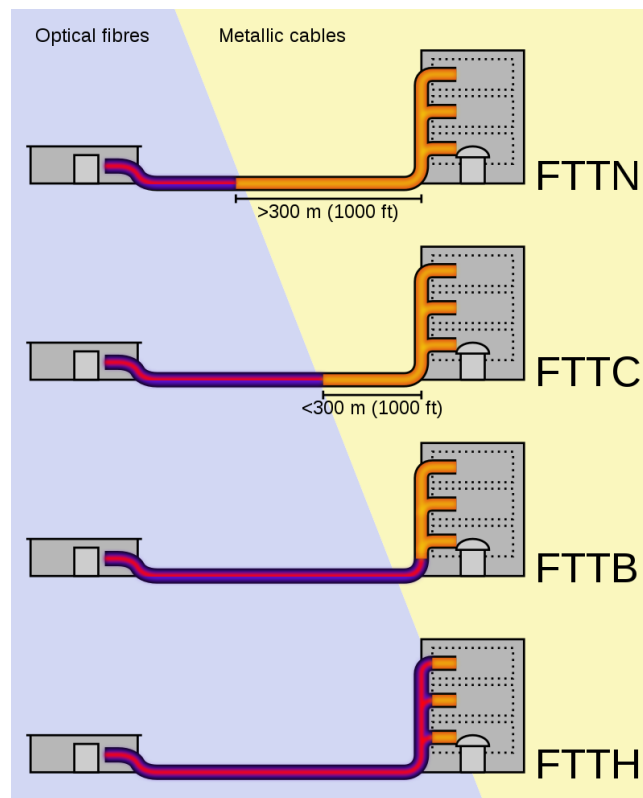 Optical fibres
Metallic cables
FTTN
>300 m (1000 ft)
FTTC
<300 m (1000 ft)
FTTB
FTTH